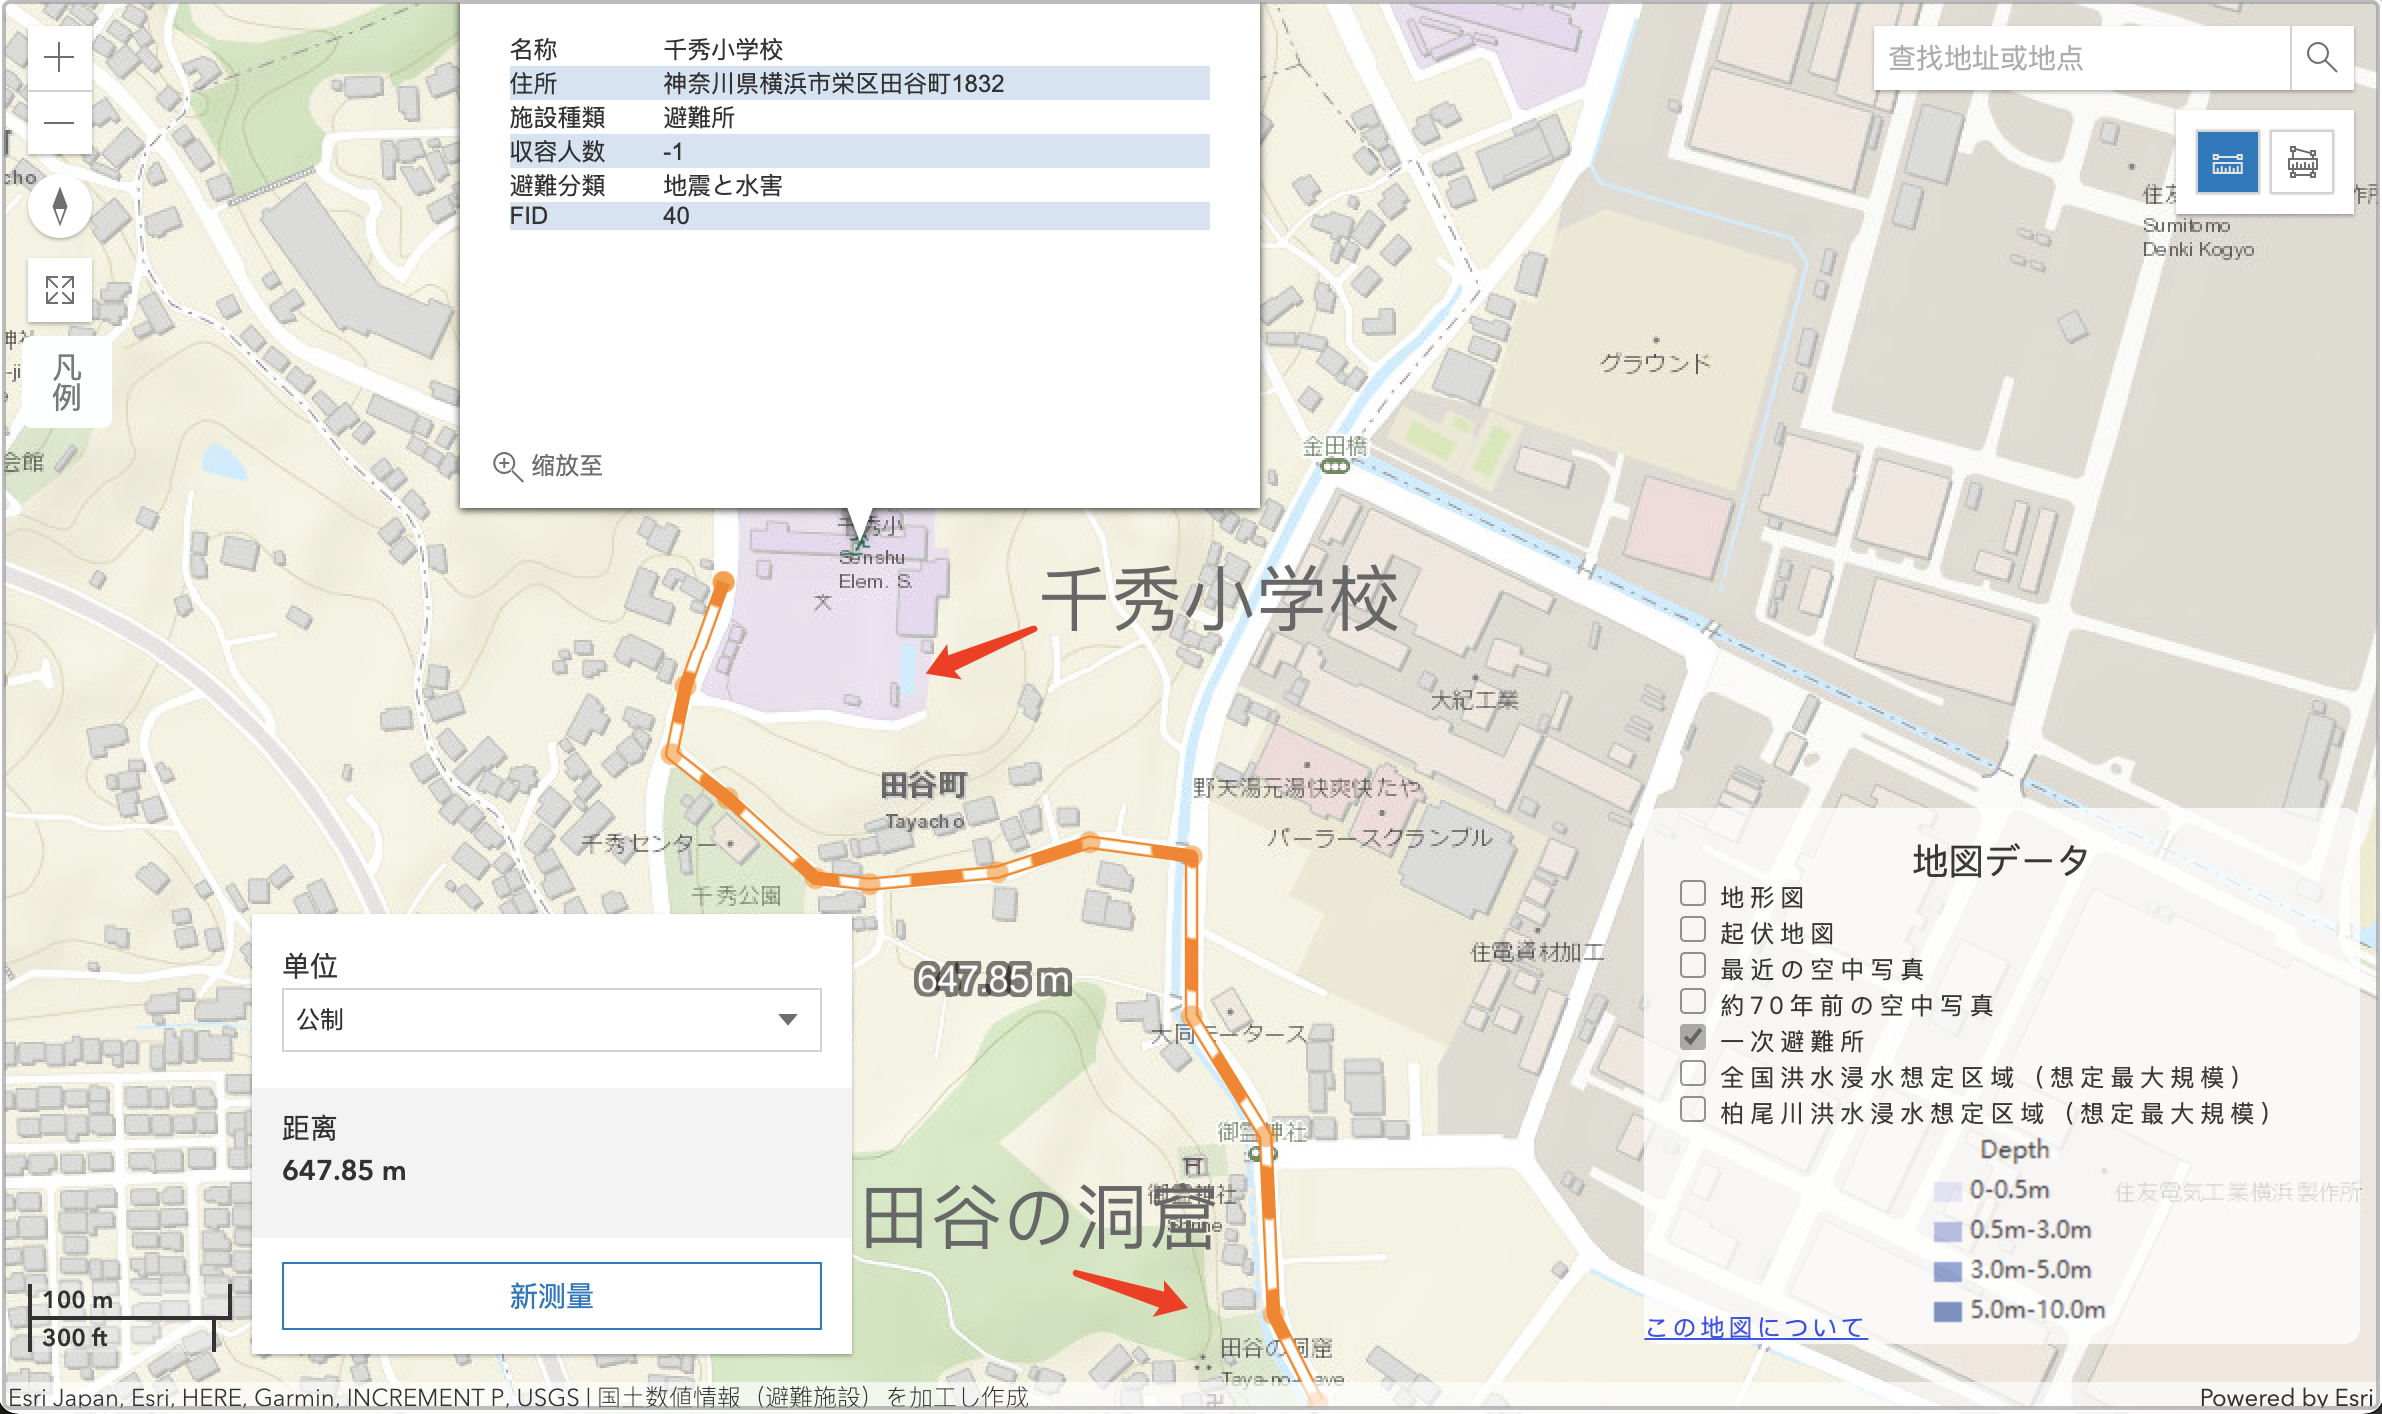 名称 千秀小学校
住所 神奈川県横浜市栄区田谷町1832
施設種類 避難所
収容人数 -1
避難分類 地震と水害
FID 40
缩放至
查找地址或地点
cho
凡
例
-ji
会館
住友
作所
Sumitomo
Denki Kogyo
グラウンド
金田橋
千秀小
Senshu
Elem. S.
文
千秀小学校
大紀工業
田谷町
Tayacho
野天湯元湯快爽快たや
パーラースクランブル
千秀センター
千秀公園
住電資材加工
647.85 m
大同モータース
御霊神社
御霊神社
Shrine
田谷の洞窟
田谷の洞窟
Taya-no-cave
单位
公制
距离
647.85 m
新测量
100 m
300 ft
地図データ
地形図
起伏地図
最近の空中写真
約70年前の空中写真
一次避難所
全国洪水浸水想定区域（想定最大規模）
柏尾川洪水浸水想定区域（想定最大規模）
Depth
0-0.5m
0.5m-3.0m
3.0m-5.0m
5.0m-10.0m
住友電気工業横浜製作所
この地図について
Esri Japan, Esri, HERE, Garmin, INCREMENT P, USGS | 国土数値情報（避難施設）を加工し作成
Powered by Esri